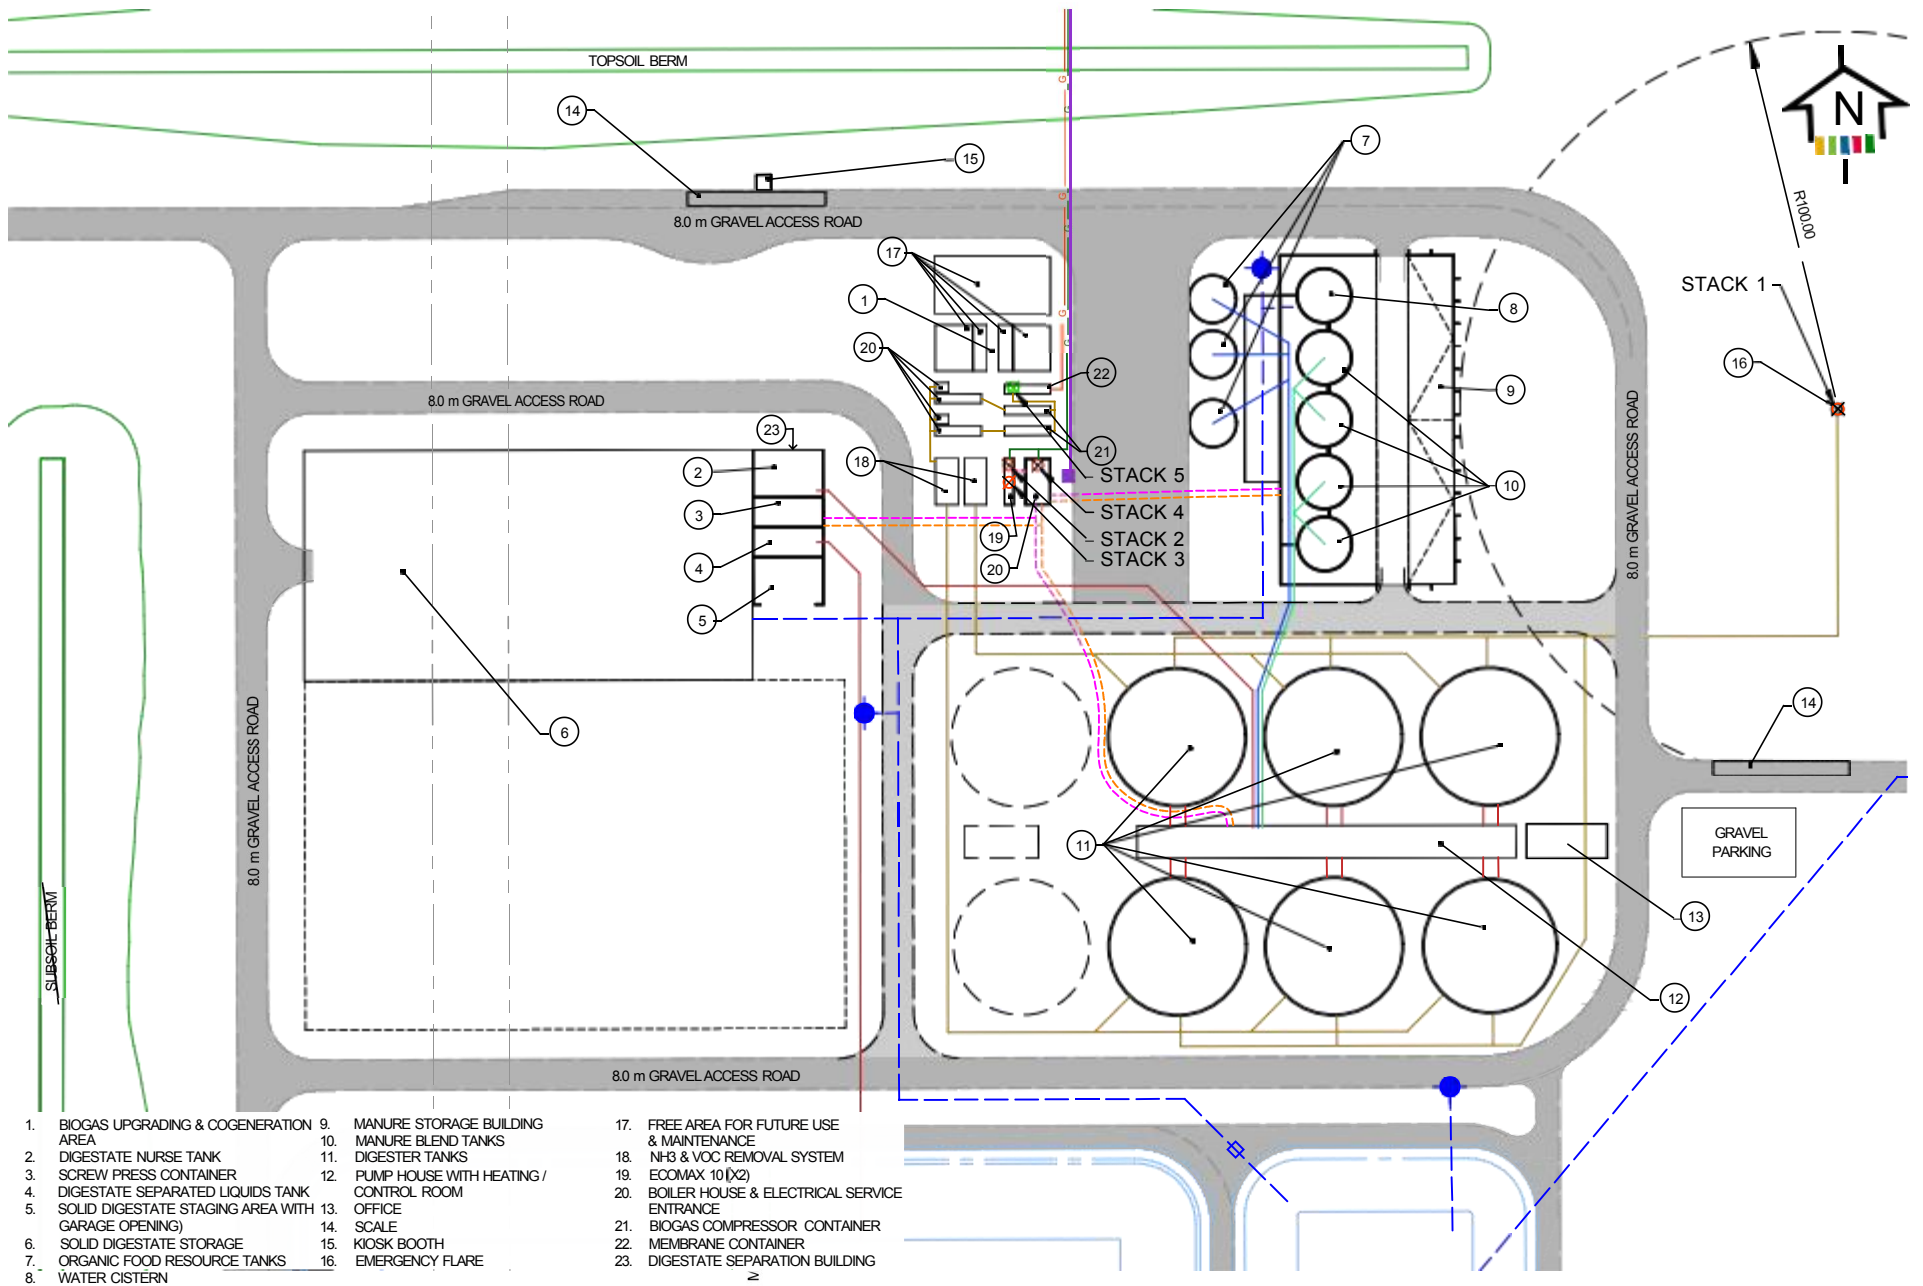 TOPSOIL BERM
N
14
15
7
R100.00
8.0 m GRAVEL ACCESS ROAD
17
1
STACK 1
8
20
22
16
9
8.0 m GRAVEL ACCESS ROAD
8.0 m GRAVEL ACCESS ROAD
23
21
2
18
STACK 5
10
3
STACK 4
19
STACK 2
4
20
STACK 3
5
6
14
8.0 m GRAVEL ACCESS ROAD
GRAVEL
PARKING
11
13
SUBSOIL BERM
12
8.0 m GRAVEL ACCESS ROAD
G
G
G
G
G
G
G
1. BIOGAS UPGRADING & COGENERATION
AREA
2. DIGESTATE NURSE TANK
3. SCREW PRESS CONTAINER
4. DIGESTATE SEPARATED LIQUIDS TANK
5. SOLID DIGESTATE STAGING AREA WITH
GARAGE OPENING)
6. SOLID DIGESTATE STORAGE
7. ORGANIC FOOD RESOURCE TANKS
8. WATER CISTERN
9. MANURE STORAGE BUILDING
10. MANURE BLEND TANKS
11. DIGESTER TANKS
12. PUMP HOUSE WITH HEATING /
CONTROL ROOM
13. OFFICE
14. SCALE
15. KIOSK BOOTH
16. EMERGENCY FLARE
17. FREE AREA FOR FUTURE USE
& MAINTENANCE
18. NH3 & VOC REMOVAL SYSTEM
19. ECOMAX 10 (X2)
20. BOILER HOUSE & ELECTRICAL SERVICE
ENTRANCE
21. BIOGAS COMPRESSOR CONTAINER
22. MEMBRANE CONTAINER
23. DIGESTATE SEPARATION BUILDING